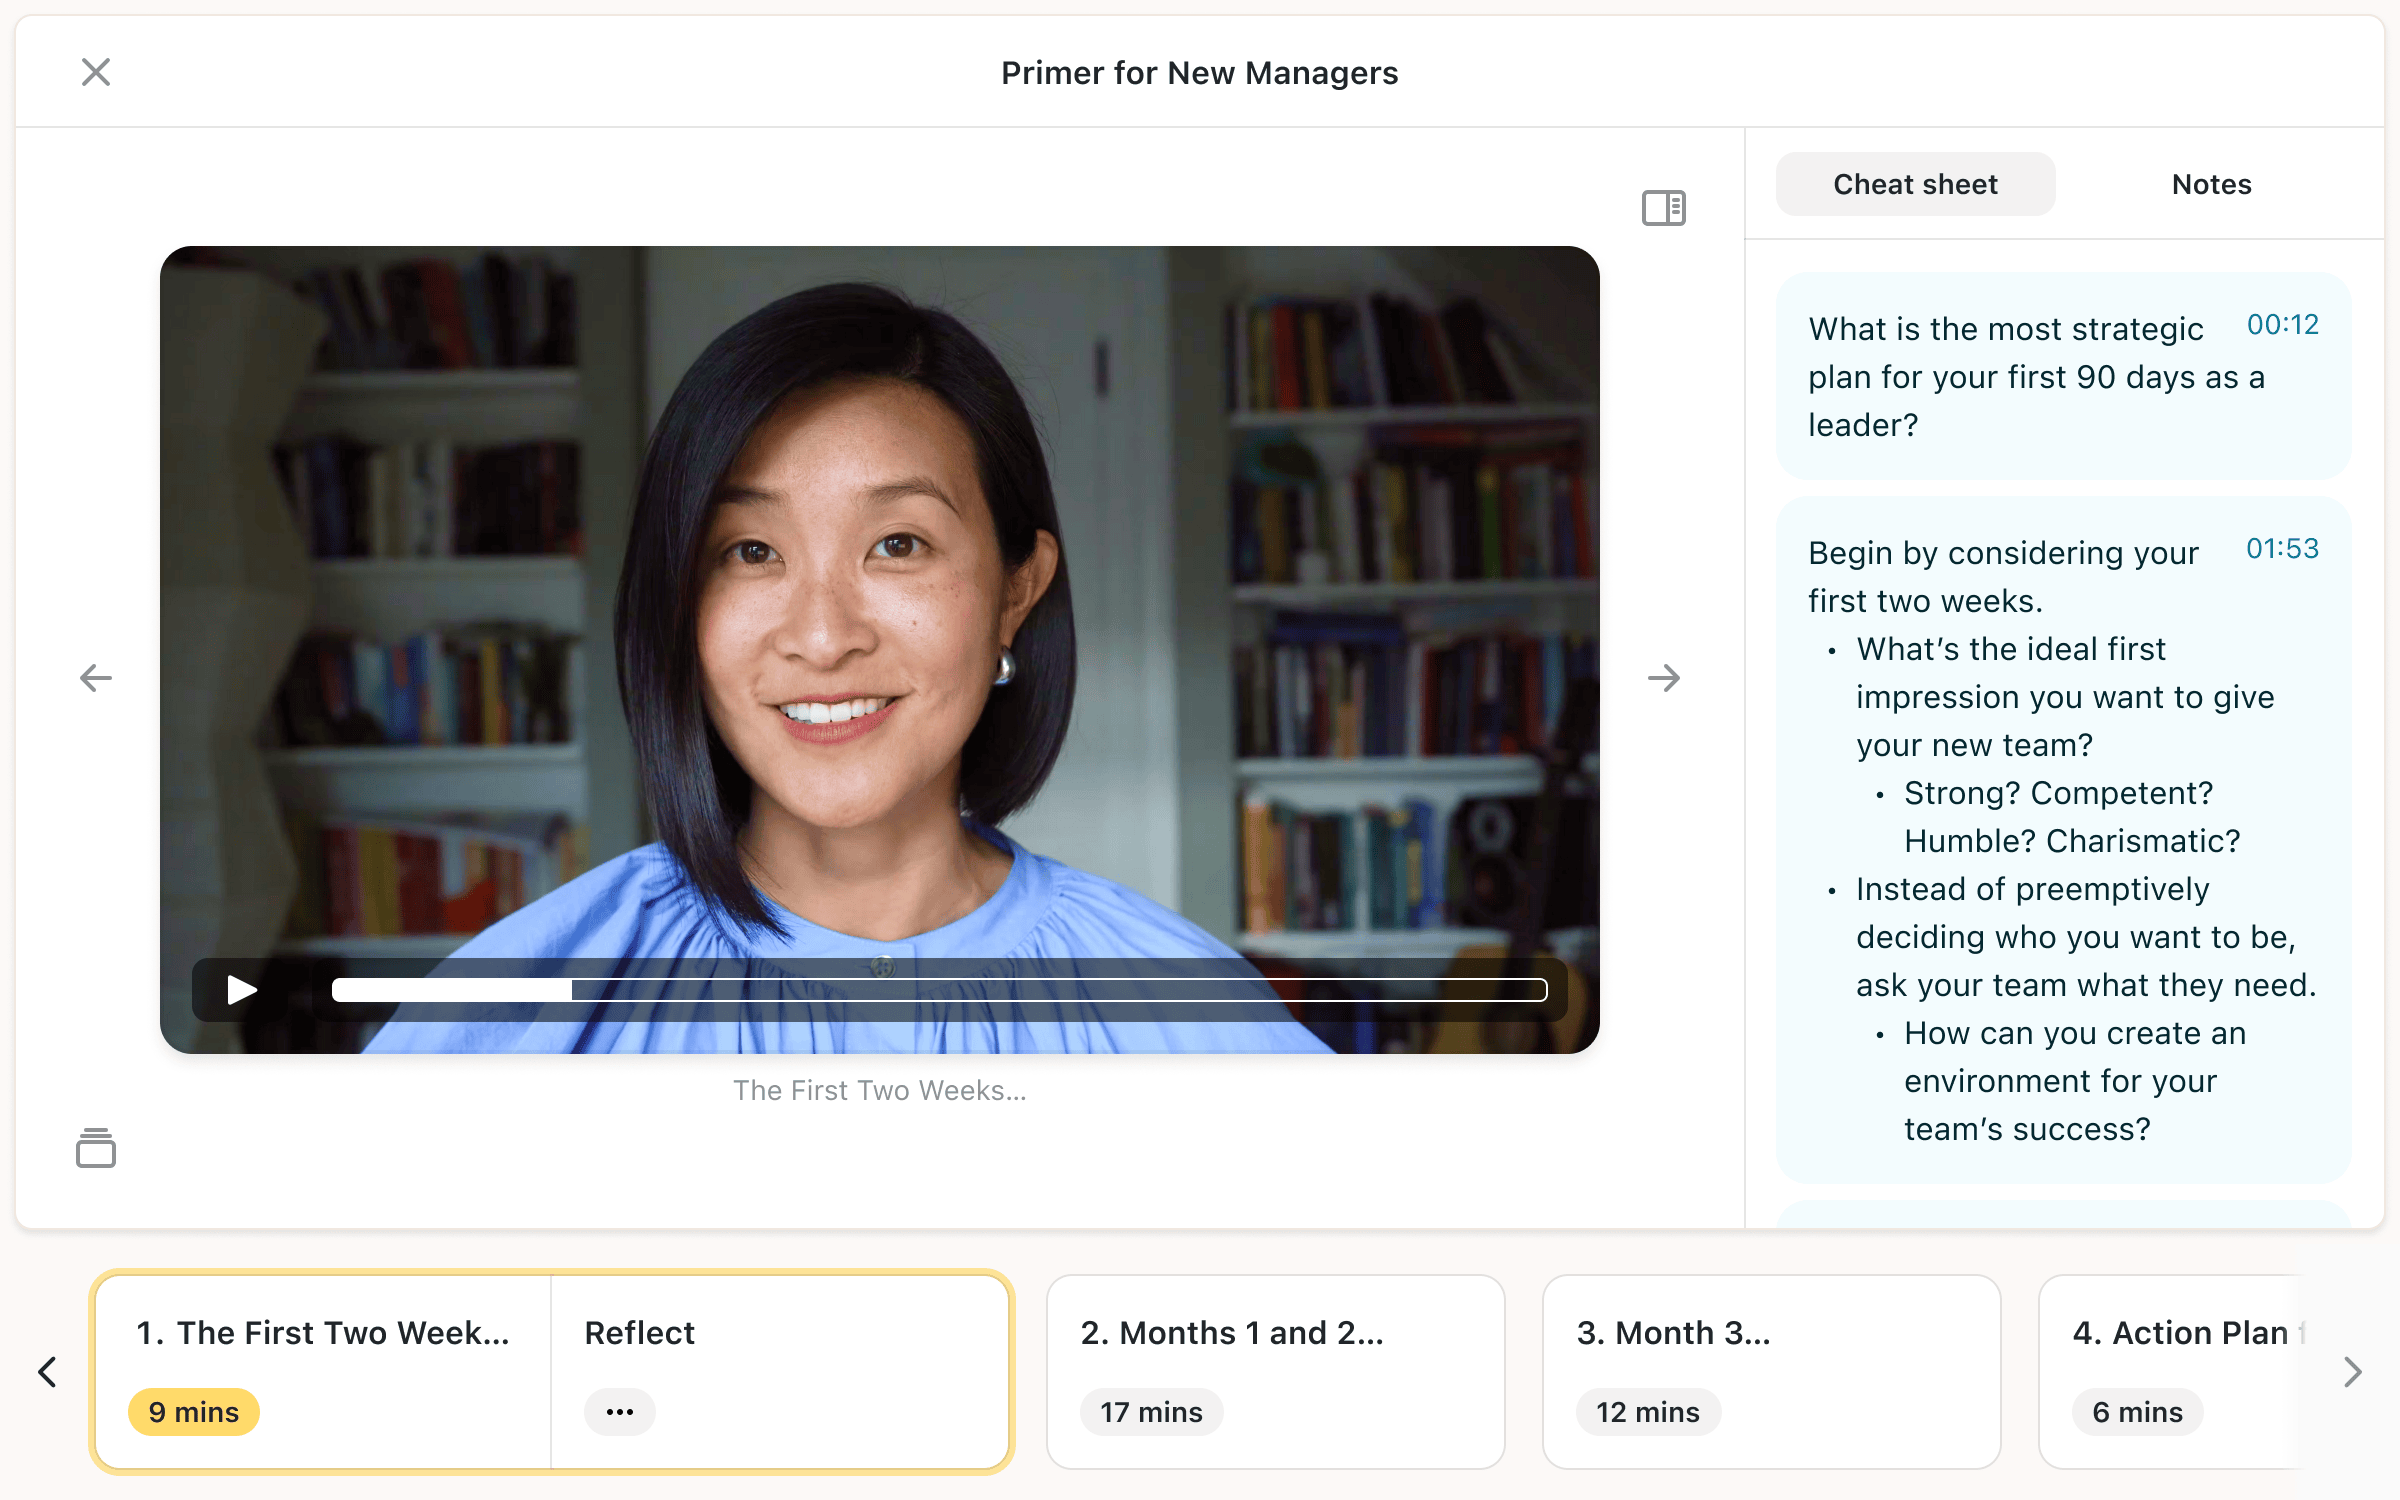 Primer for New Managers
Cheat sheet
Notes
What is the most strategic
00:12
plan for your first 90 days as a
leader?
Begin by considering your
01:53
first two weeks.
• What’s the ideal first
impression you want to give
your new team?
• Strong? Competent?
Humble? Charismatic?
• Instead of preemptively
deciding who you want to be,
ask your team what they need.
• How can you create an
environment for your
team’s success?
The First Two Weeks...
1. The First Two Week...
9 mins
Reflect
•••
2. Months 1 and 2...
17 mins
3. Month 3...
12 mins
4. Action Plan
6 mins